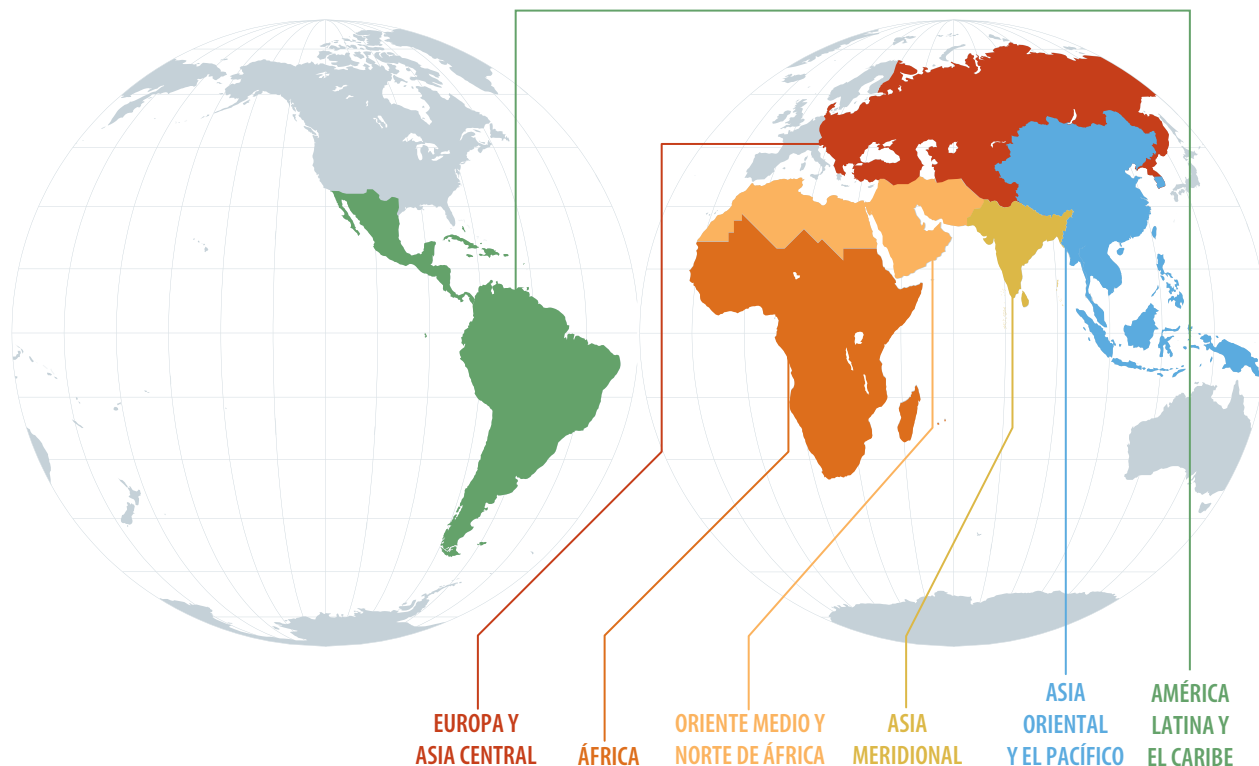 EUROPA Y
ASIA CENTRAL
ÁFRICA
ORIENTE MEDIO Y
NORTE DE ÁFRICA
ASIA
MERIDIONAL
ASIA
ORIENTAL
Y EL PACÍFICO
AMÉRICA
LATINA Y
EL CARIBE